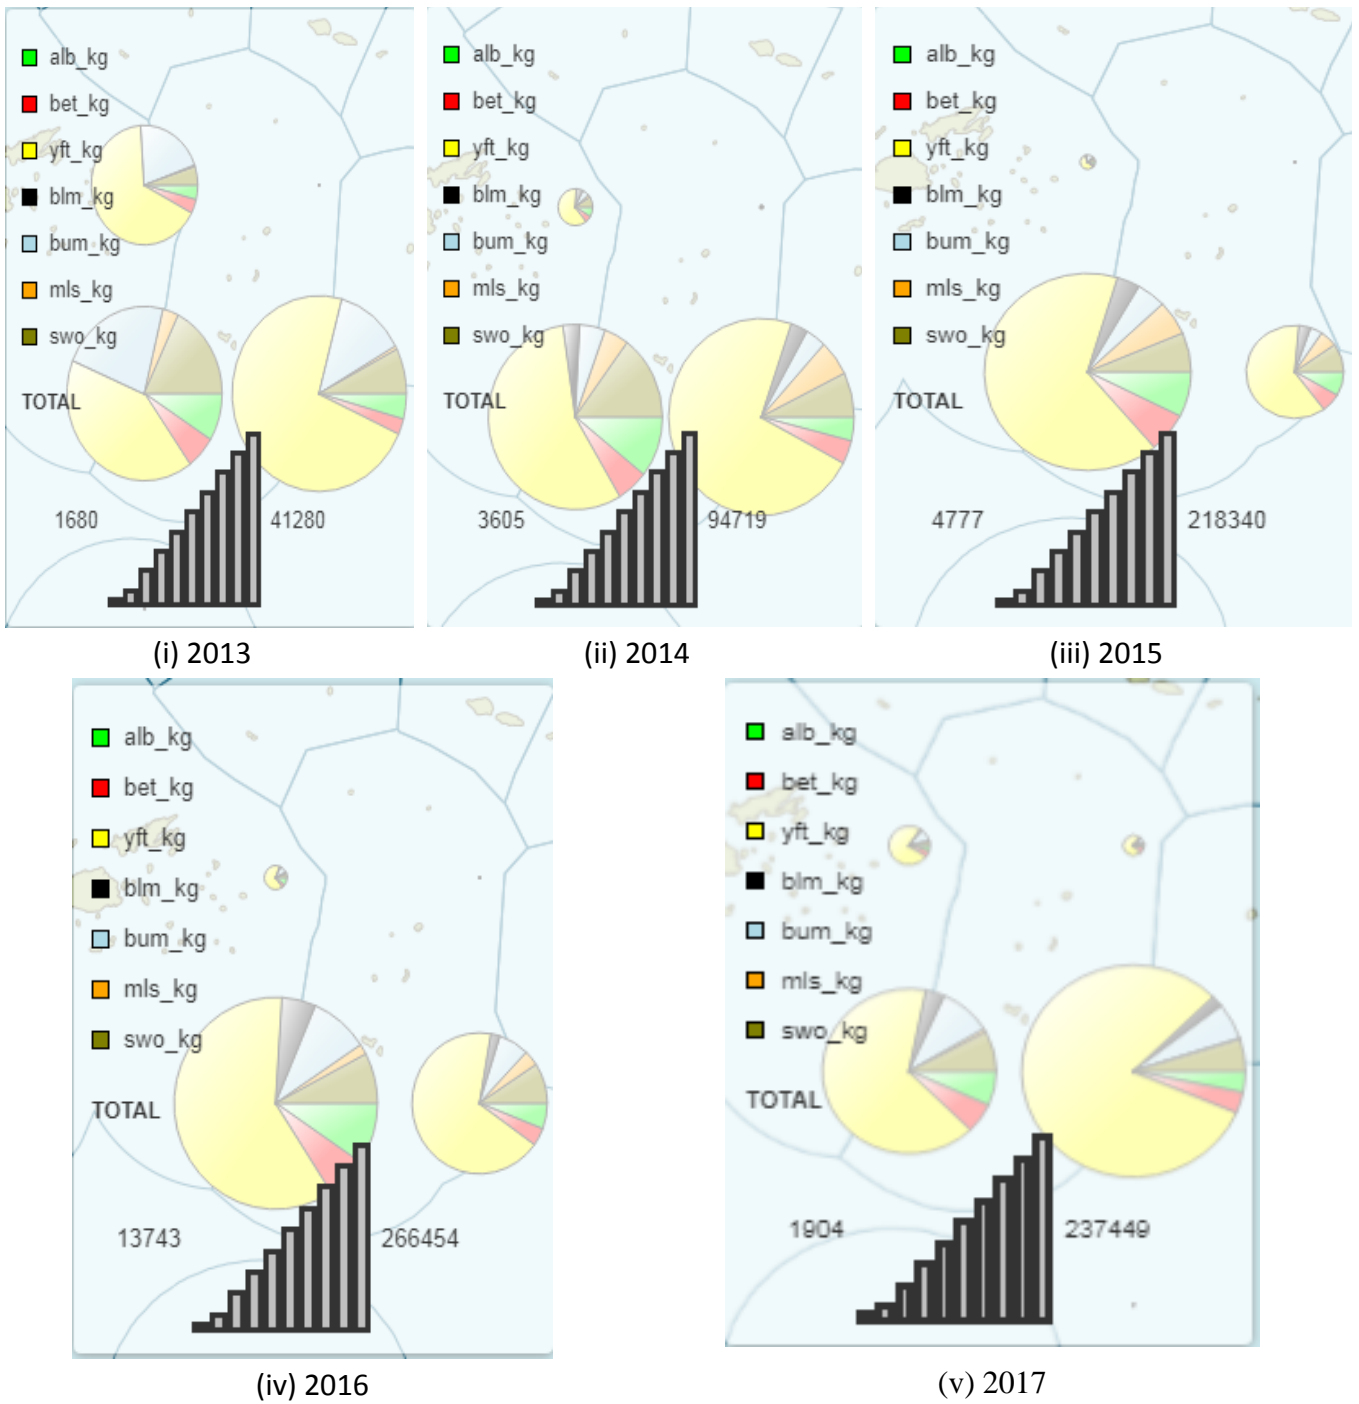 alb_kg
bet_kg
yft_kg
blm_kg
bum_kg
mls_kg
swo_kg
TOTAL
1680 41280
(i) 2013
alb_kg
bet_kg
yft_kg
blm_kg
bum_kg
mls_kg
swo_kg
TOTAL
3605 94719
(ii) 2014
alb_kg
bet_kg
yft_kg
blm_kg
bum_kg
mls_kg
swo_kg
TOTAL
4777 218340
(iii) 2015
alb_kg
bet_kg
yft_kg
blm_kg
bum_kg
mls_kg
swo_kg
TOTAL
13743 266454
(iv) 2016
alb_kg
bet_kg
yft_kg
blm_kg
bum_kg
mls_kg
swo_kg
TOTAL
1904 237449
(v) 2017